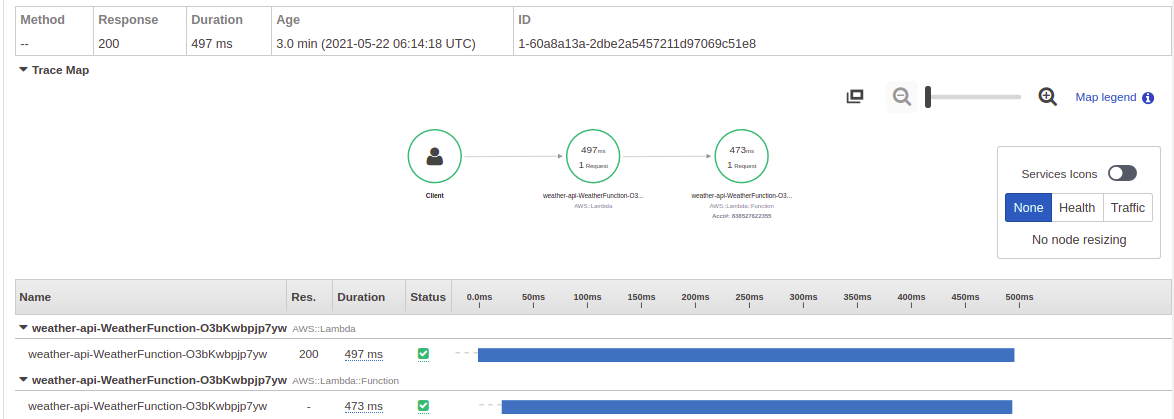 Method Response Duration Age ID
-- 200 497 ms 3.0 min (2021-05-22 06:14:18 UTC) 1-60a8a13a-2dbe2a5457211d97069c51e8
Trace Map
Map legend
497ms
1 Request
473ms
1 Request
Client
weather-api-WeatherFunction-O3...
AWS::Lambda
weather-api-WeatherFunction-O3...
AWS::Lambda::Function
Acct#: 838527622355
Services Icons
None Health Traffic
No node resizing
Name Res. Duration Status 0.0ms 50ms 100ms 150ms 200ms 250ms 300ms 350ms 400ms 450ms 500ms
weather-api-WeatherFunction-O3bKwbpjp7yw AWS::Lambda
weather-api-WeatherFunction-O3bKwbpjp7yw 200 497 ms
weather-api-WeatherFunction-O3bKwbpjp7yw AWS::Lambda::Function
weather-api-WeatherFunction-O3bKwbpjp7yw - 473 ms